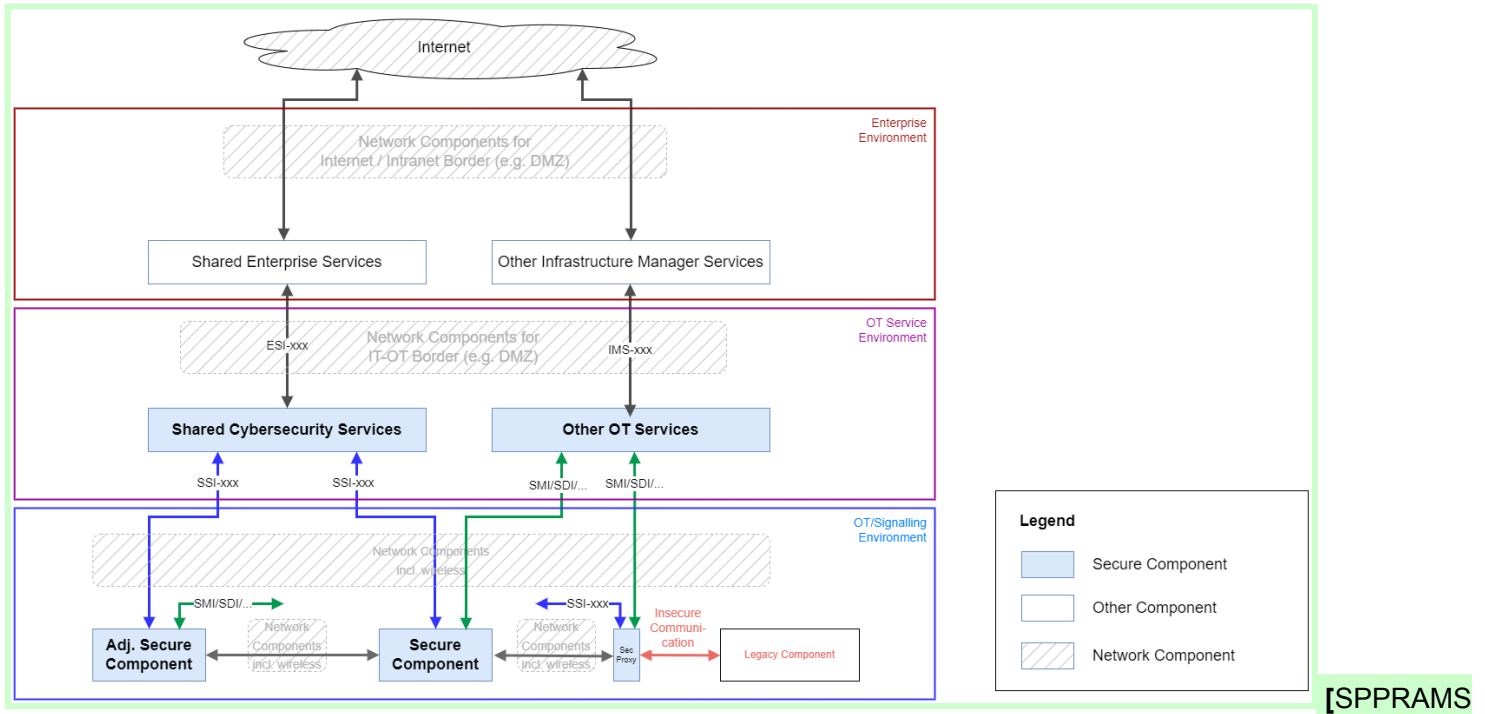 Internet
Enterprise
Environment
Network Components for
Internet / Intranet Border (e.g. DMZ)
Shared Enterprise Services
Other Infrastructure Manager Services
OT Service
Environment
Network Components for
IT-OT Border (e.g. DMZ)
ESI-xxx
IMS-xxx
Shared Cybersecurity Services
Other OT Services
SSI-xxx
SSI-xxx
SMI/SDI/...
SMI/SDI/...
OT/Signalling
Environment
Network Components
incl. wireless
SMI/SDI/...
SSI-xxx
Insecure
Communi-
cation
Adj. Secure
Component
Network
Components
incl. wireless
Secure
Component
Network
Components
incl. wireless
Sec
Proxy
Legacy Component
Legend
Secure Component
Other Component
Network Component
[SPPRAMS